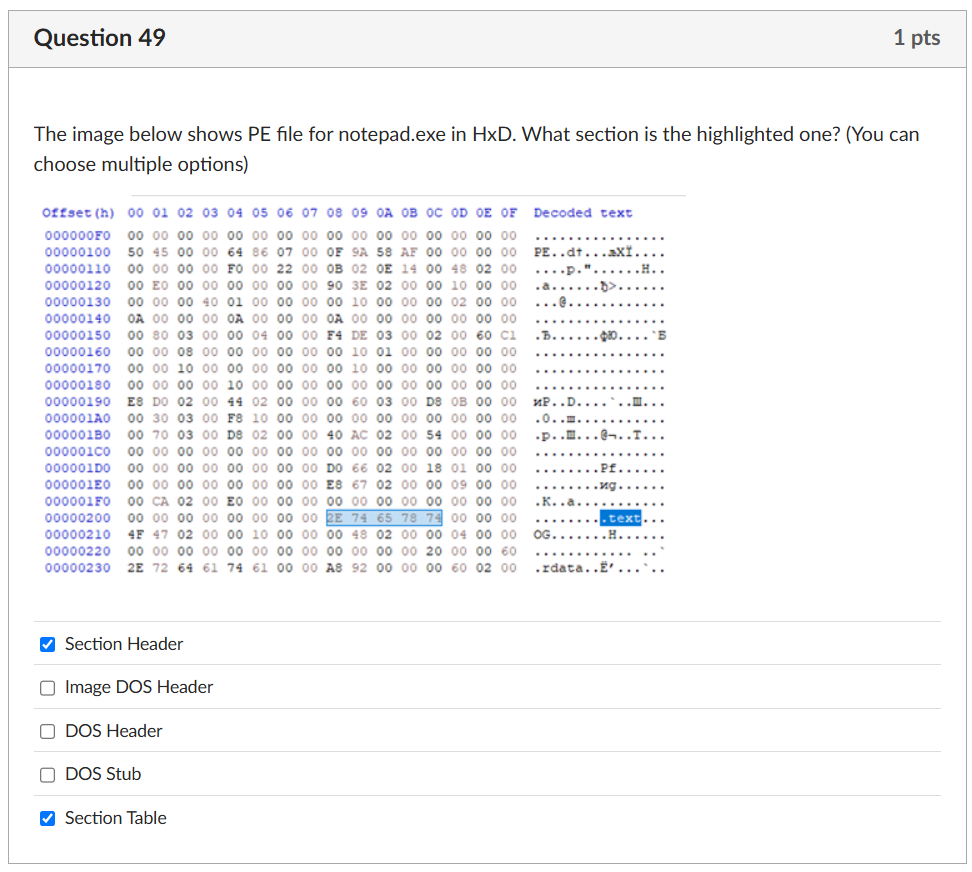 Question 49
1 pts
The image below shows PE file for notepad.exe in HxD. What section is the highlighted one? (You can
choose multiple options)
Offset(h) 00 01 02 03 04 05 06 07 08 09 0A 0B 0C 0D 0E 0F Decoded text
000000F0 00 00 00 00 00 00 00 00 00 00 00 00 00 00 00 00 ................
00000100 50 45 00 00 64 86 07 00 0F 9A 58 AF 00 00 00 00 PE..d†...љXЇ....
00000110 00 00 00 00 F0 00 22 00 0B 02 0E 14 00 48 02 00 ....р."......H..
00000120 00 E0 00 00 00 00 00 00 90 3E 02 00 00 10 00 00 .а......ђ>......
00000130 00 00 00 40 01 00 00 00 00 10 00 00 00 02 00 00 ...@............
00000140 0A 00 00 00 0A 00 00 00 0A 00 00 00 00 00 00 00 ................
00000150 00 80 03 00 00 04 00 00 F4 DE 03 00 02 00 60 C1 .Ђ......фЮ....`Б
00000160 00 00 08 00 00 00 00 00 00 10 01 00 00 00 00 00 ................
00000170 00 00 10 00 00 00 00 00 00 10 00 00 00 00 00 00 ................
00000180 00 00 00 00 10 00 00 00 00 00 00 00 00 00 00 00 ................
00000190 E8 D0 02 00 44 02 00 00 00 60 03 00 D8 0B 00 00 иР..D....`..Ш...
000001A0 00 30 03 00 F8 10 00 00 00 00 00 00 00 00 00 00 .0..ш...........
000001B0 00 70 03 00 D8 02 00 00 40 AC 02 00 54 00 00 00 .p..Ш...@¬..T...
000001C0 00 00 00 00 00 00 00 00 00 00 00 00 00 00 00 00 ................
000001D0 00 00 00 00 00 00 00 00 D0 66 02 00 18 01 00 00 ........Рf......
000001E0 00 00 00 00 00 00 00 00 E8 67 02 00 00 09 00 00 ........иg......
000001F0 00 CA 02 00 E0 00 00 00 00 00 00 00 00 00 00 00 .К..а...........
00000200 00 00 00 00 00 00 00 00 2E 74 65 78 74 00 00 00 .........text...
00000210 4F 47 02 00 00 10 00 00 00 48 02 00 00 04 00 00 OG.......H......
00000220 00 00 00 00 00 00 00 00 00 00 00 00 20 00 00 60 ............ ..`
00000230 2E 72 64 61 74 61 00 00 A8 92 00 00 00 60 02 00 .rdata..Ё’...`..
Section Header
Image DOS Header
DOS Header
DOS Stub
Section Table